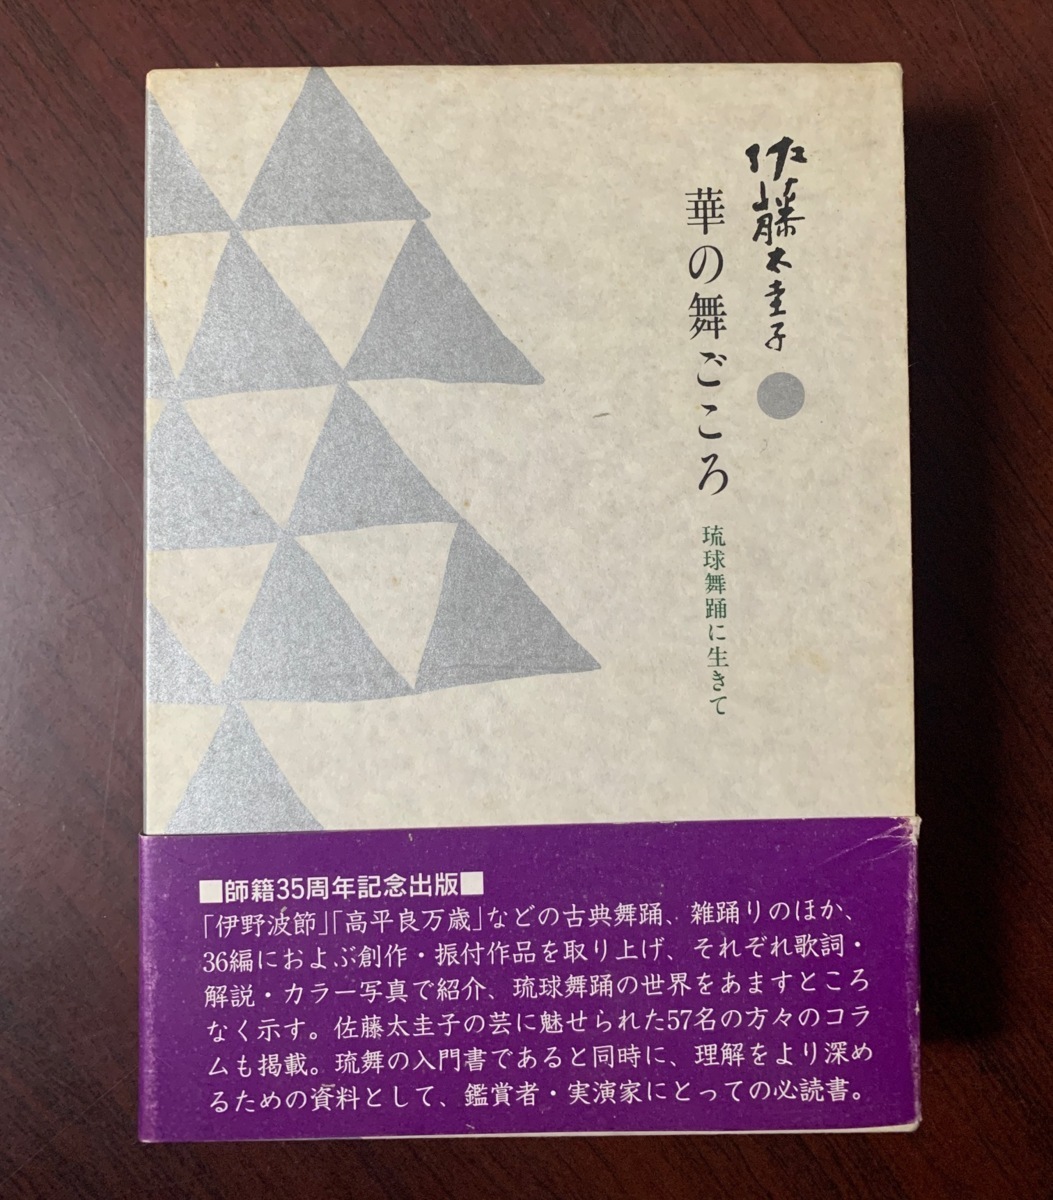 佐藤太圭子
華の舞ごころ
琉球舞踊に生きて
■師籍35周年記念出版■
「伊野波節」「高平良万歳」などの古典舞踊、雑踊りのほか、
36編におよぶ創作・振付作品を取り上げ、それぞれ歌詞・
解説・カラー写真で紹介、琉球舞踊の世界をあますところ
なく示す。佐藤太圭子の芸に魅せられた57名の方々のコラ
ムも掲載。琉舞の入門書であると同時に、理解をより深め
るための資料として、鑑賞者・実演家にとっての必読書。